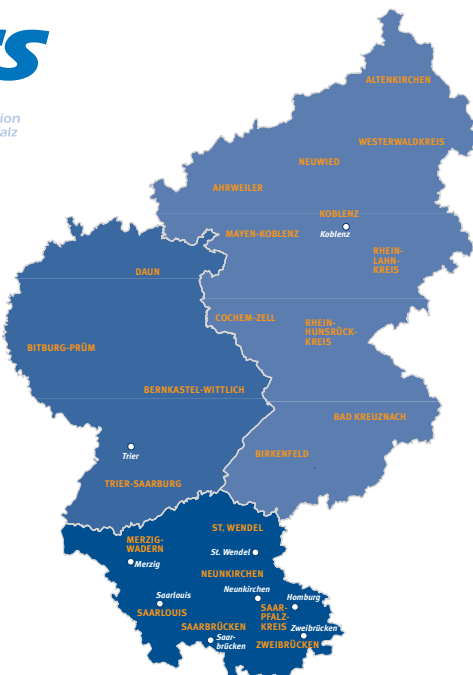 ion
alz
ALTENKIRCHEN
WESTERWALDKREIS
NEUWIED
AHRWEILER
KOBLENZ
MAYEN-KOBLENZ
Koblenz
RHEIN-
LAHN-
KREIS
DAUN
COCHEM-ZELL
RHEIN-
HUNSRÜCK-
KREIS
BITBURG-PRÜM
BERNKASTEL-WITTLICH
BAD KREUZNACH
Trier
BIRKENFELD
TRIER-SAARBURG
ST. WENDEL
MERZIG-
WADERN
St. Wendel
Merzig
NEUNKIRCHEN
Saarlouis
Neunkirchen
Homburg
SAARLOUIS
SAAR-
PFALZ-
KREIS
SAARBRÜCKEN
Zweibrücken
Saar-
brücken
ZWEIBRÜCKEN